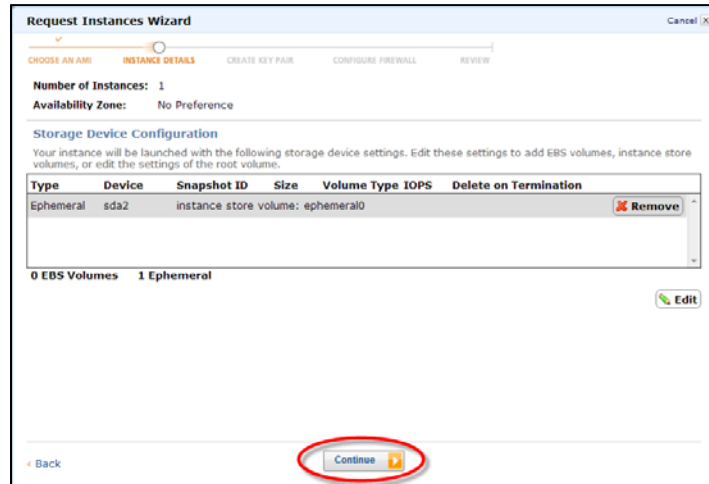 Request Instances Wizard
Cancel X
CHOOSE AN AMI INSTANCE DETAILS CREATE KEY PAIR CONFIGURE FIREWALL REVIEW
Number of Instances: 1
Availability Zone: No Preference
Storage Device Configuration
Your instance will be launched with the following storage device settings. Edit these settings to add EBS volumes, instance store
volumes, or edit the settings of the root volume.
Type Device Snapshot ID Size Volume Type IOPS Delete on Termination
Ephemeral sda2 instance store volume: ephemeral0 Remove
0 EBS Volumes 1 Ephemeral
Edit
Back Continue